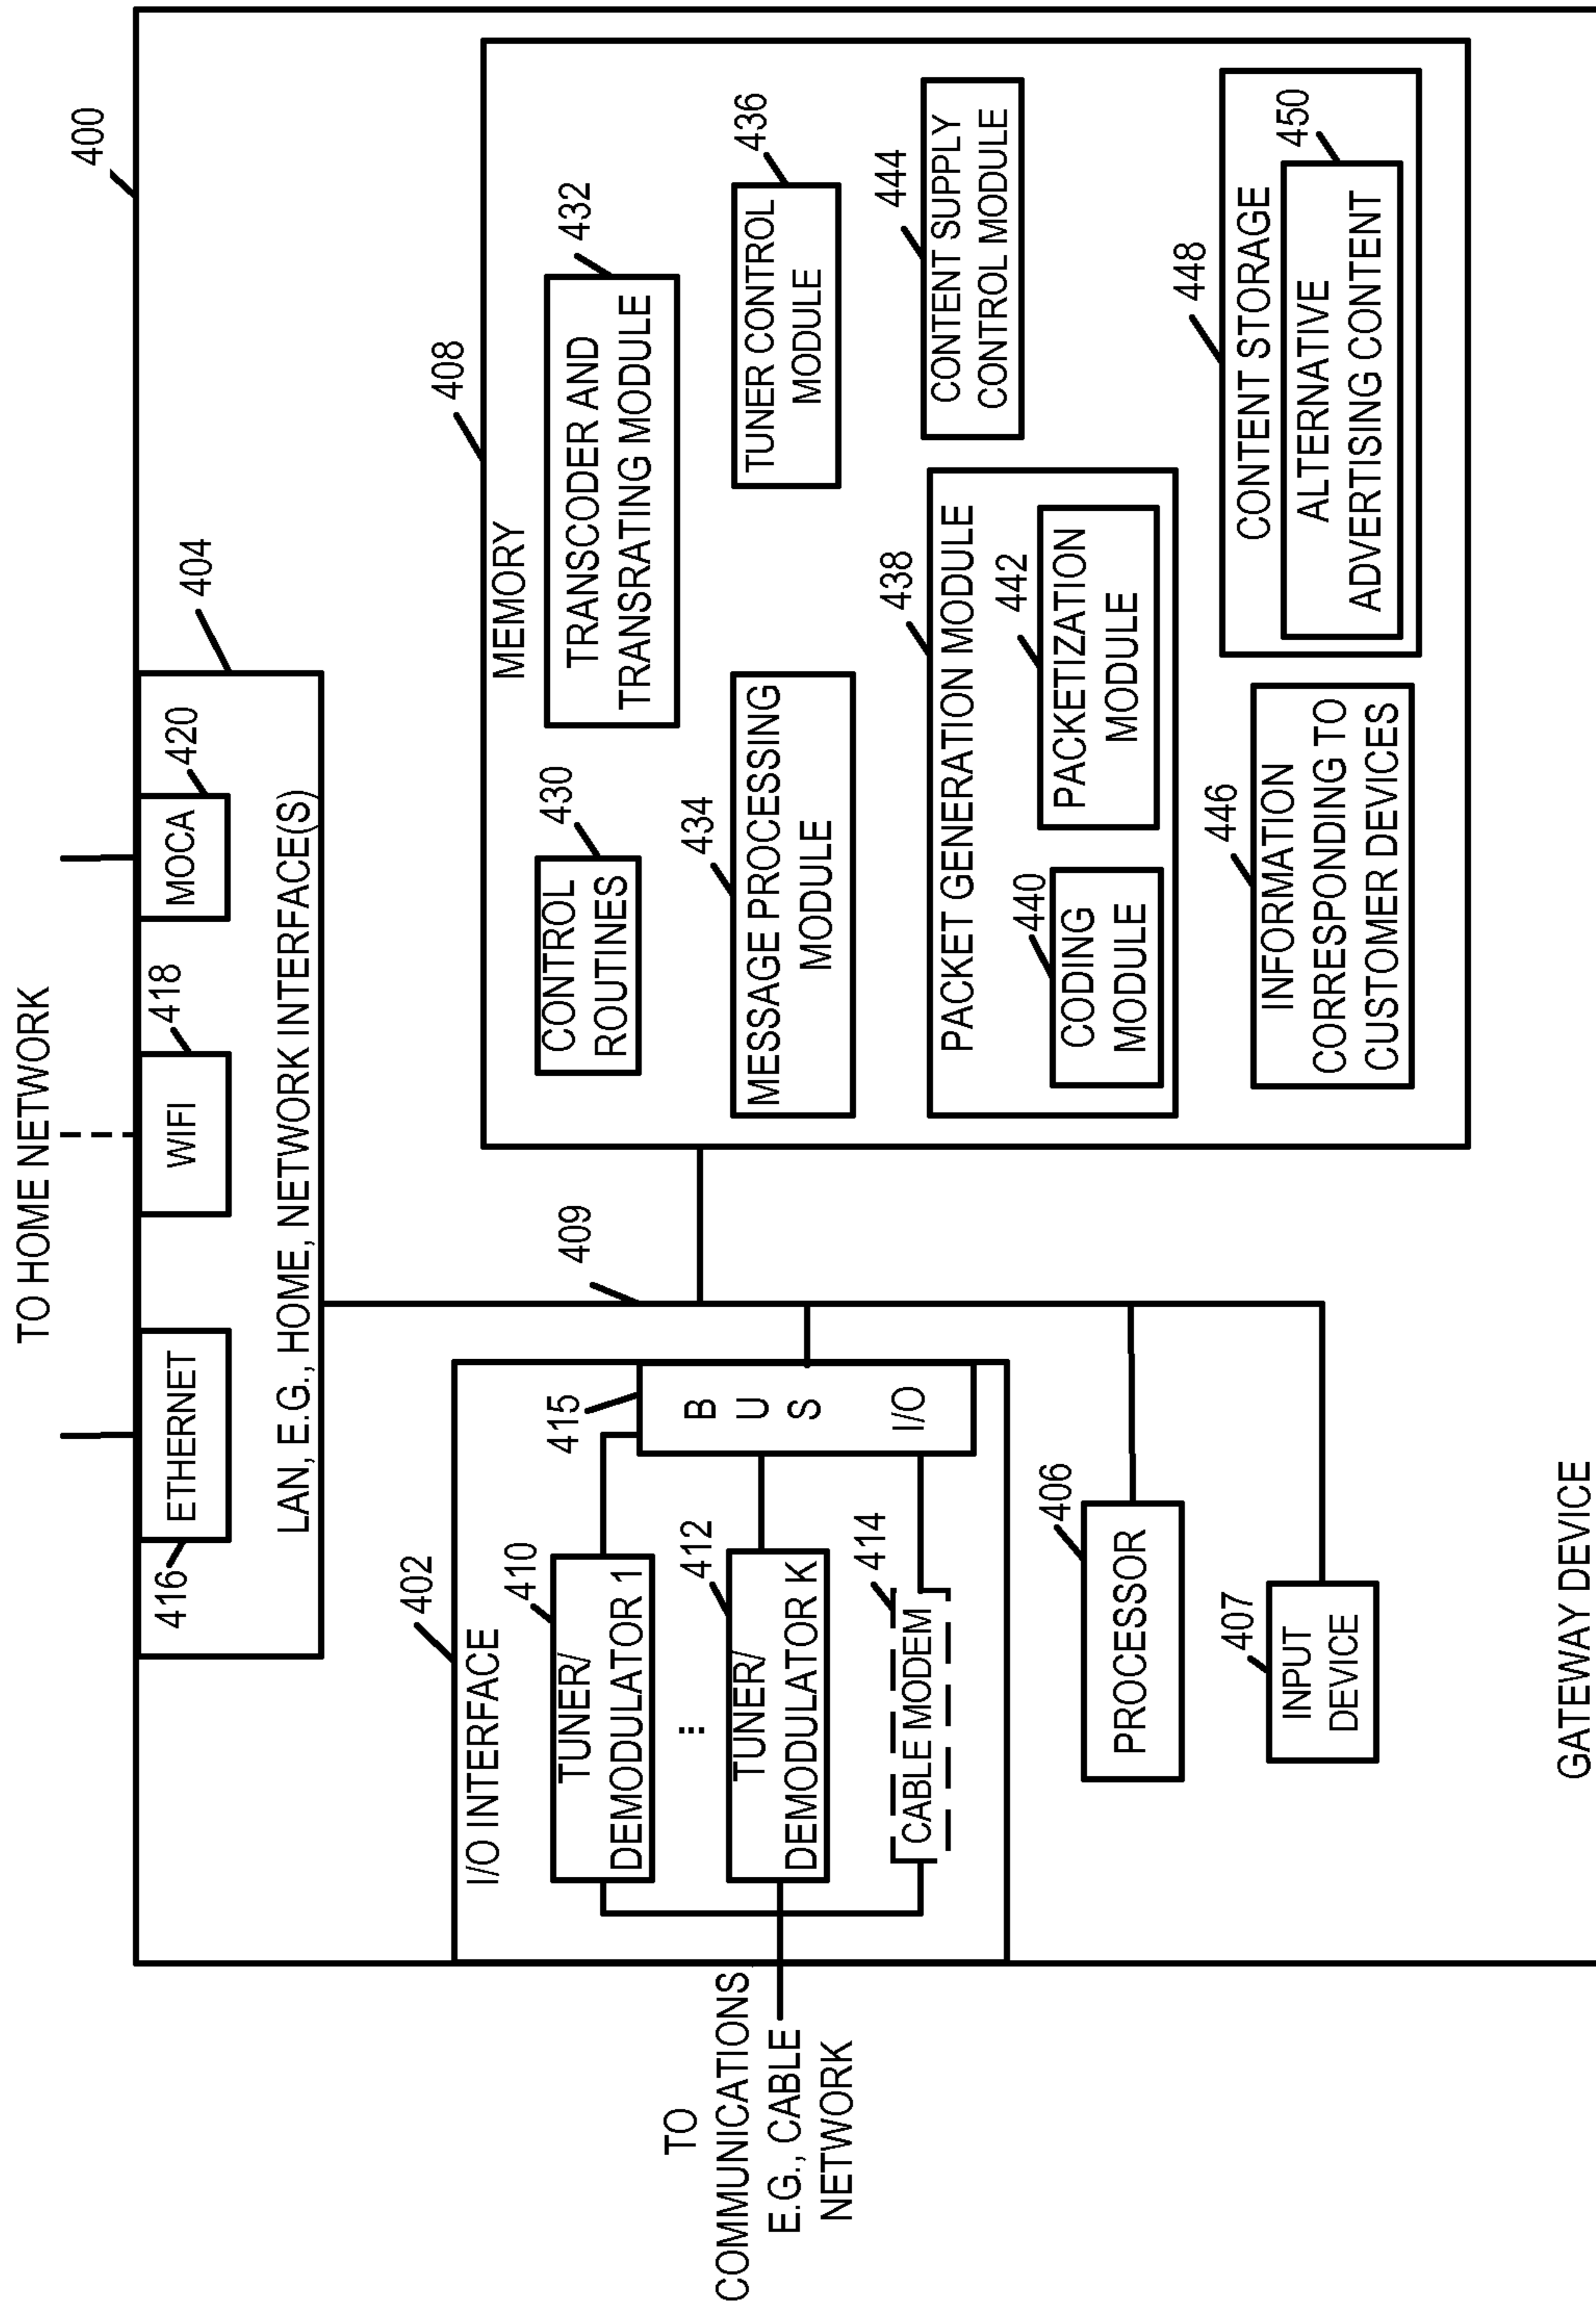 TO HOME NETWORK
400
ETHERNET
416
WIFI
418
MOCA
420
404
LAN, E.G., HOME, NETWORK INTERFACE(S)
402
I/O INTERFACE
410
TUNER/
DEMODULATOR 1
...
412
TUNER/
DEMODULATOR K
414
CABLE MODEM
415
B
U
S
I/O
TO
COMMUNICATIONS,
E.G., CABLE
NETWORK
409
406
PROCESSOR
407
INPUT
DEVICE
408
MEMORY
430
CONTROL
ROUTINES
432
TRANSCODER AND
TRANSRATING MODULE
434
MESSAGE PROCESSING
MODULE
436
TUNER CONTROL
MODULE
438
PACKET GENERATION MODULE
440
CODING
MODULE
442
PACKETIZATION
MODULE
444
CONTENT SUPPLY
CONTROL MODULE
446
INFORMATION
CORRESPONDING TO
CUSTOMER DEVICES
448
CONTENT STORAGE
450
ALTERNATIVE
ADVERTISING CONTENT
GATEWAY DEVICE